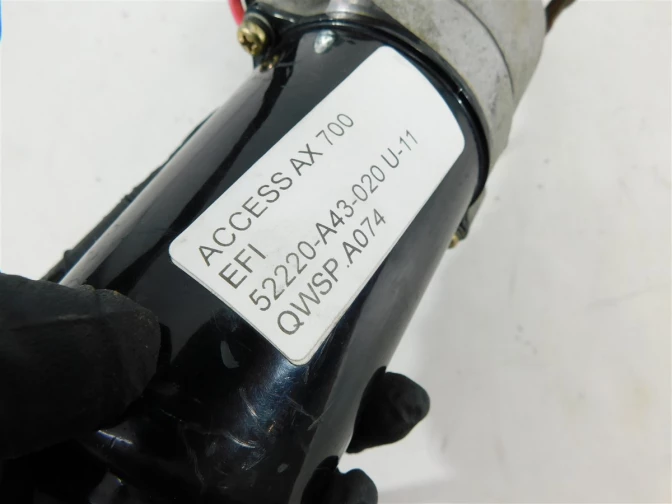 ACCESS AX 700
EFI
52220-A43-020 U-11
QWSP .A074